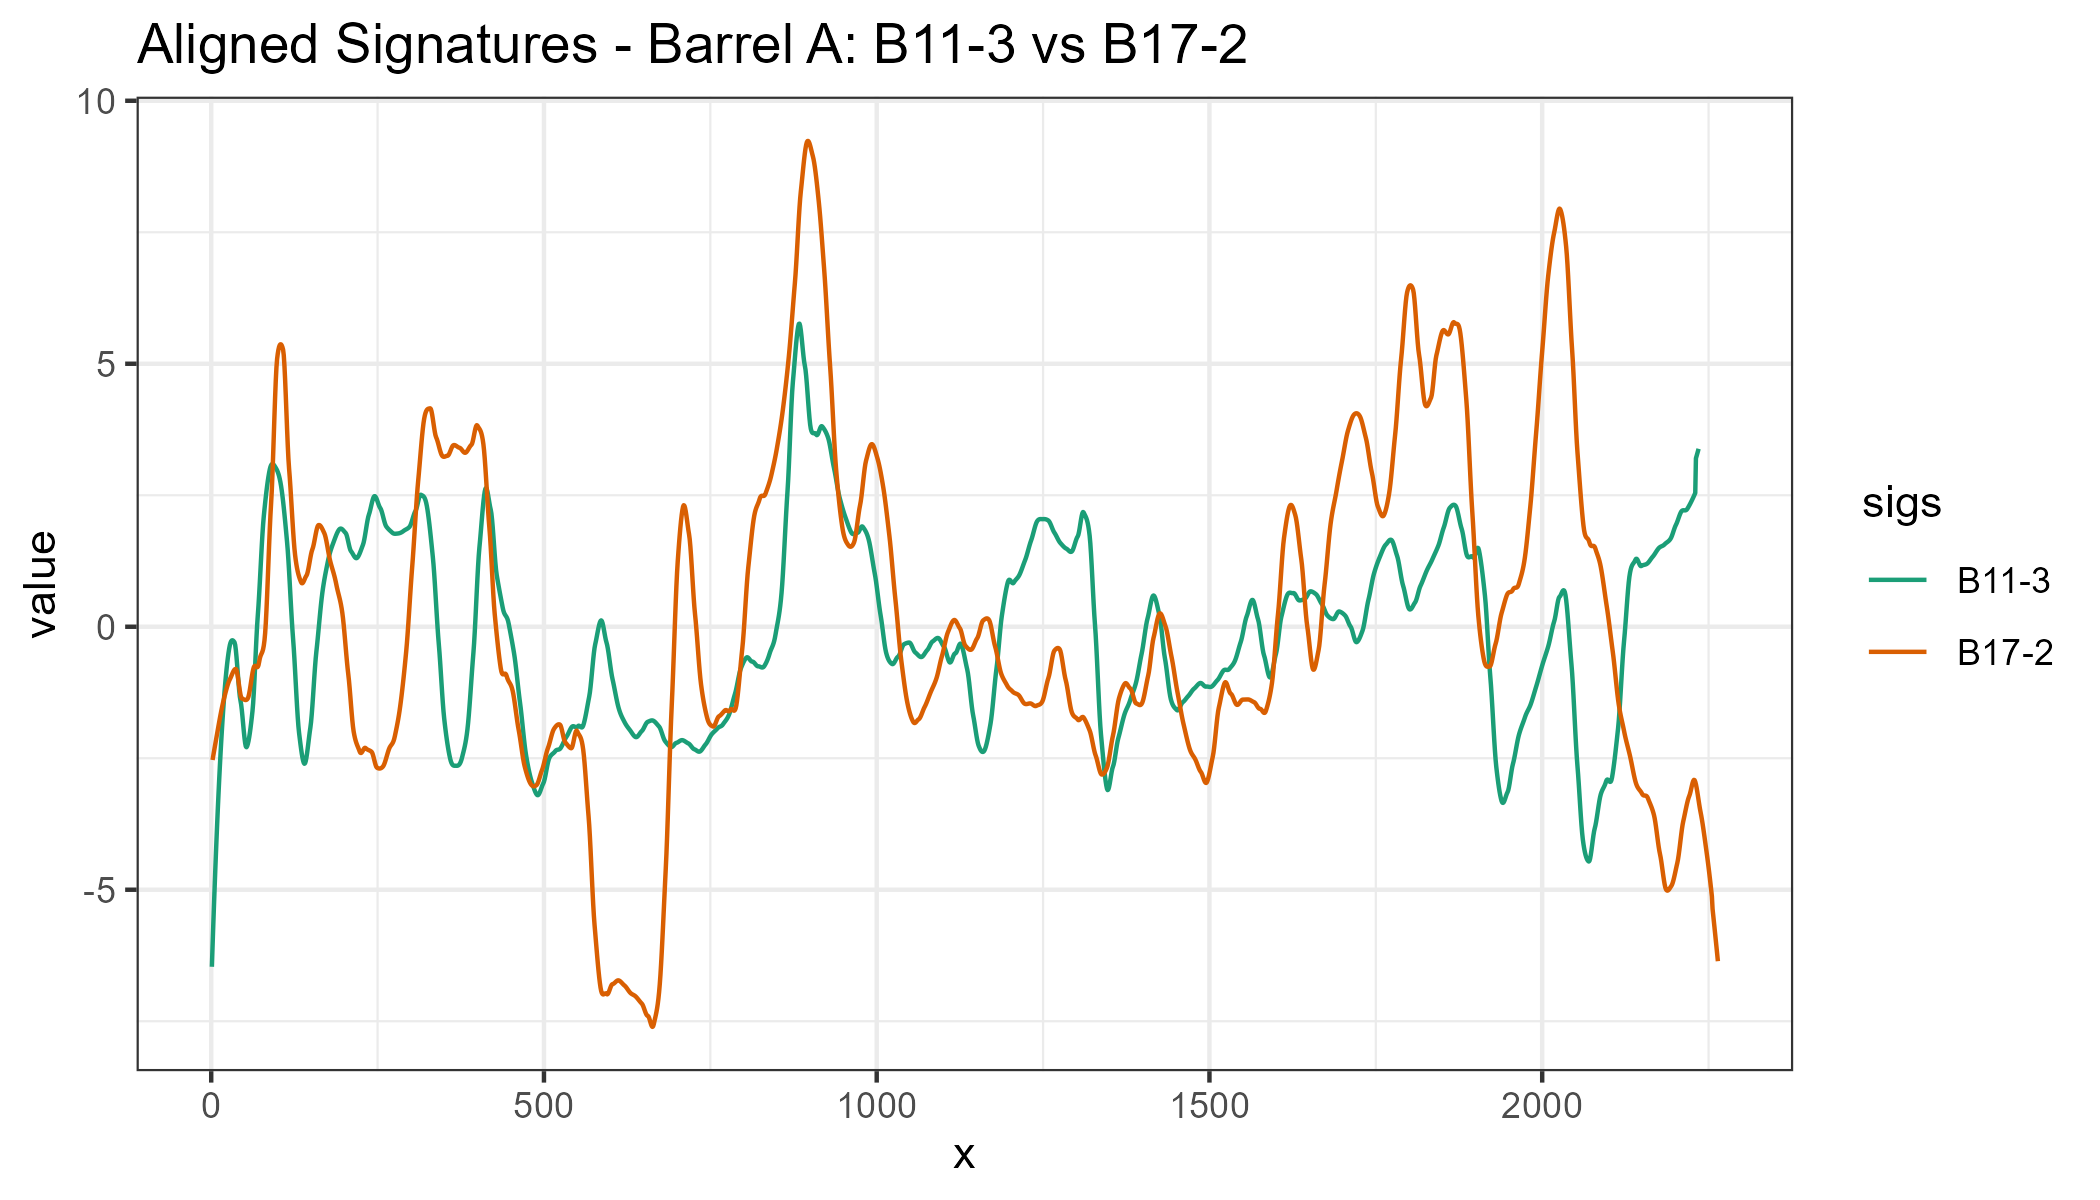 Aligned Signatures - Barrel A: B11-3 vs B17-2
10
5
0
-5
value
0 500 1000 1500 2000
x
sigs
B11-3
B17-2